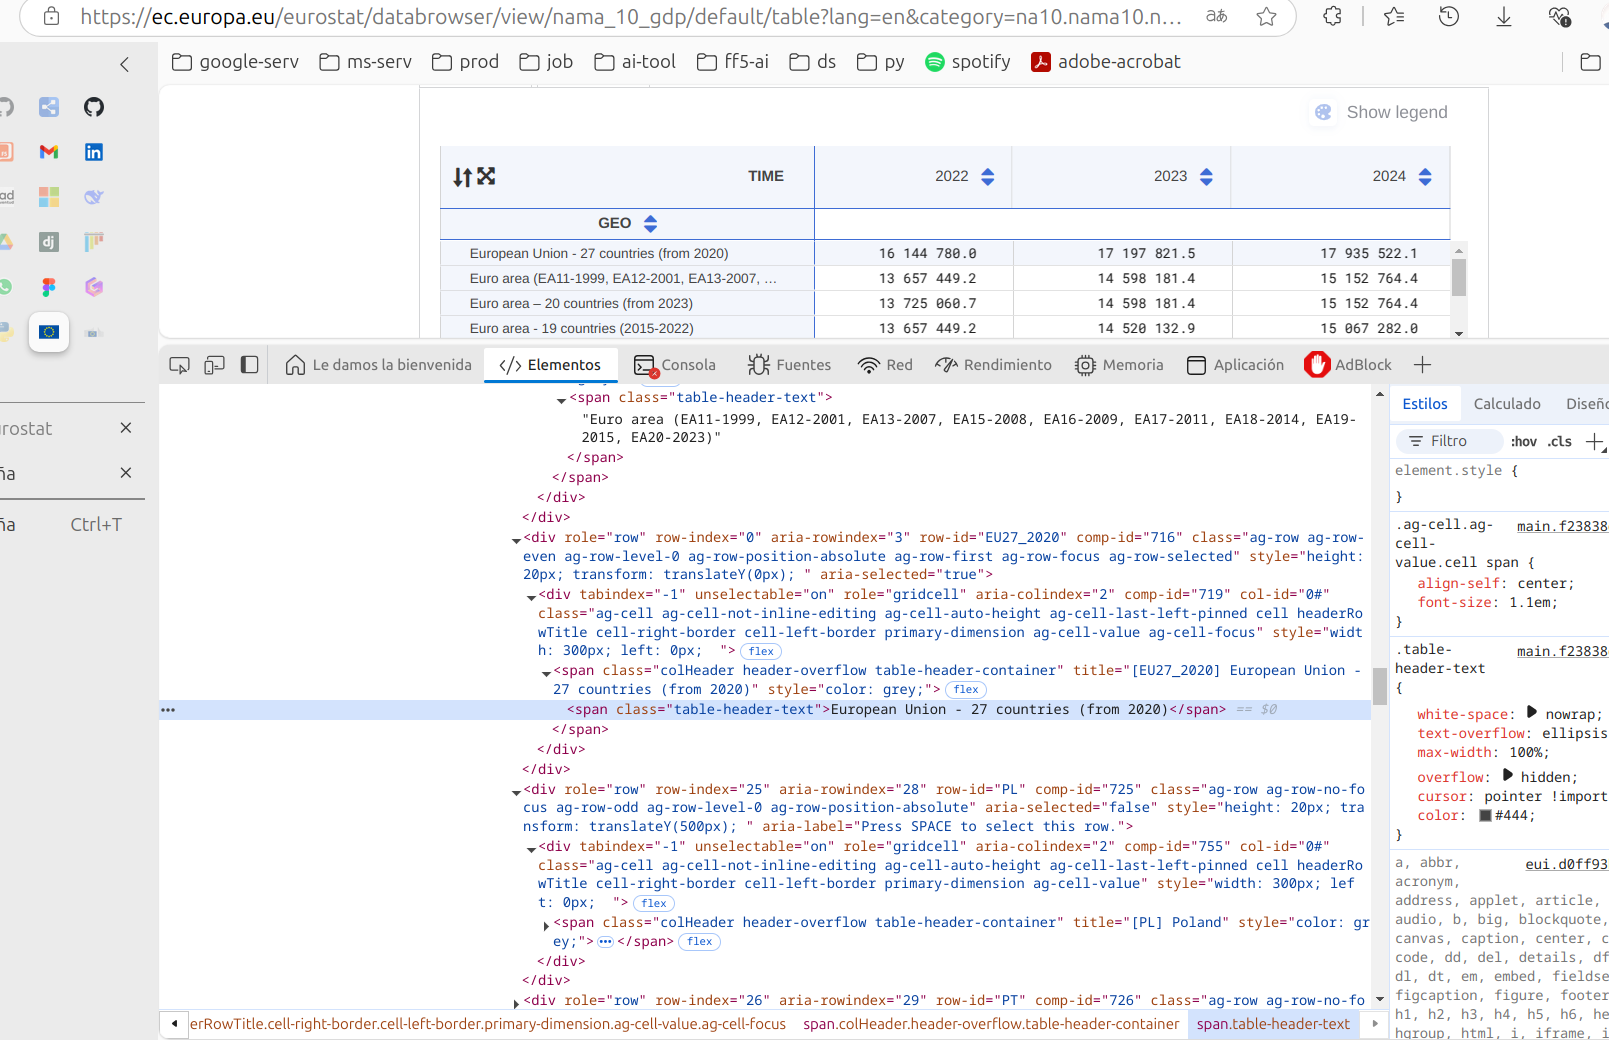 https://ec.europa.eu/eurostat/databrowser/view/nama_10_gdp/default/table?lang=en&category=na10.nama10.n...
google-serv ms-serv prod job ai-tool ff5-ai ds py spotify adobe-acrobat
Show legend
TIME 2022 2023 2024
GEO
European Union - 27 countries (from 2020) 16 144 780.0 17 197 821.5 17 935 522.1
Euro area (EA11-1999, EA12-2001, EA13-2007, ... 13 657 449.2 14 598 181.4 15 152 764.4
Euro area – 20 countries (from 2023) 13 725 060.7 14 598 181.4 15 152 764.4
Euro area - 19 countries (2015-2022) 13 657 449.2 14 520 132.9 15 067 282.0
ad
dj
in
urostat
ña
ña Ctrl+T
Le damos la bienvenida </> Elementos Consola Fuentes Red Rendimiento Memoria Aplicación AdBlock
<span class="table-header-text">
"Euro area (EA11-1999, EA12-2001, EA13-2007, EA15-2008, EA16-2009, EA17-2011, EA18-2014, EA19-
2015, EA20-2023)"
</span>
</span>
</div>
</div>
<div role="row" row-index="0" aria-rowindex="3" row-id="EU27_2020" comp-id="716" class="ag-row ag-row-
even ag-row-level-0 ag-row-position-absolute ag-row-first ag-row-focus ag-row-selected" style="height:
20px; transform: translateY(0px); " aria-selected="true">
<div tabindex="-1" unselectable="on" role="gridcell" aria-colindex="2" comp-id="719" col-id="0#"
class="ag-cell ag-cell-not-inline-editing ag-cell-auto-height ag-cell-last-left-pinned cell headerRo
wTitle cell-right-border cell-left-border primary-dimension ag-cell-value ag-cell-focus" style="widt
h: 300px; left: 0px; "> flex
<span class="colHeader header-overflow table-header-container" title="[EU27_2020] European Union -
27 countries (from 2020)" style="color: grey;"> flex
<span class="table-header-text">European Union - 27 countries (from 2020)</span> == $0
</span>
</div>
</div>
<div role="row" row-index="25" aria-rowindex="28" row-id="PL" comp-id="725" class="ag-row ag-row-no-fo
cus ag-row-odd ag-row-level-0 ag-row-position-absolute" aria-selected="false" style="height: 20px; tra
nsform: translateY(500px); " aria-label="Press SPACE to select this row.">
<div tabindex="-1" unselectable="on" role="gridcell" aria-colindex="2" comp-id="755" col-id="0#"
class="ag-cell ag-cell-not-inline-editing ag-cell-auto-height ag-cell-last-left-pinned cell headerRo
wTitle cell-right-border cell-left-border primary-dimension ag-cell-value" style="width: 300px; lef
t: 0px; "> flex
<span class="colHeader header-overflow table-header-container" title="[PL] Poland" style="color: gr
ey;"> ••• </span> flex
</div>
</div>
<div role="row" row-index="26" aria-rowindex="29" row-id="PT" comp-id="726" class="ag-row ag-row-no-fo
erRowTitle.cell-right-border.cell-left-border.primary-dimension.ag-cell-value.ag-cell-focus span.colHeader.header-overflow.table-header-container span.table-header-text
Estilos Calculado Diseño
Filtro :hov .cls
element.style {
}
.ag-cell.ag- main.f23838
cell-
value.cell span {
align-self: center;
font-size: 1.1em;
}
.table- main.f23838
header-text
{
white-space: nowrap;
text-overflow: ellipsis
max-width: 100%;
overflow: hidden;
cursor: pointer !import
color: #444;
}
a, abbr, eui.d0ff93
acronym,
address, applet, article,
audio, b, big, blockquote,
canvas, caption, center, c
code, dd, del, details, df
dl, dt, em, embed, fieldse
figcaption, figure, footer
h1, h2, h3, h4, h5, h6, he
hgroup, html, i, iframe, i